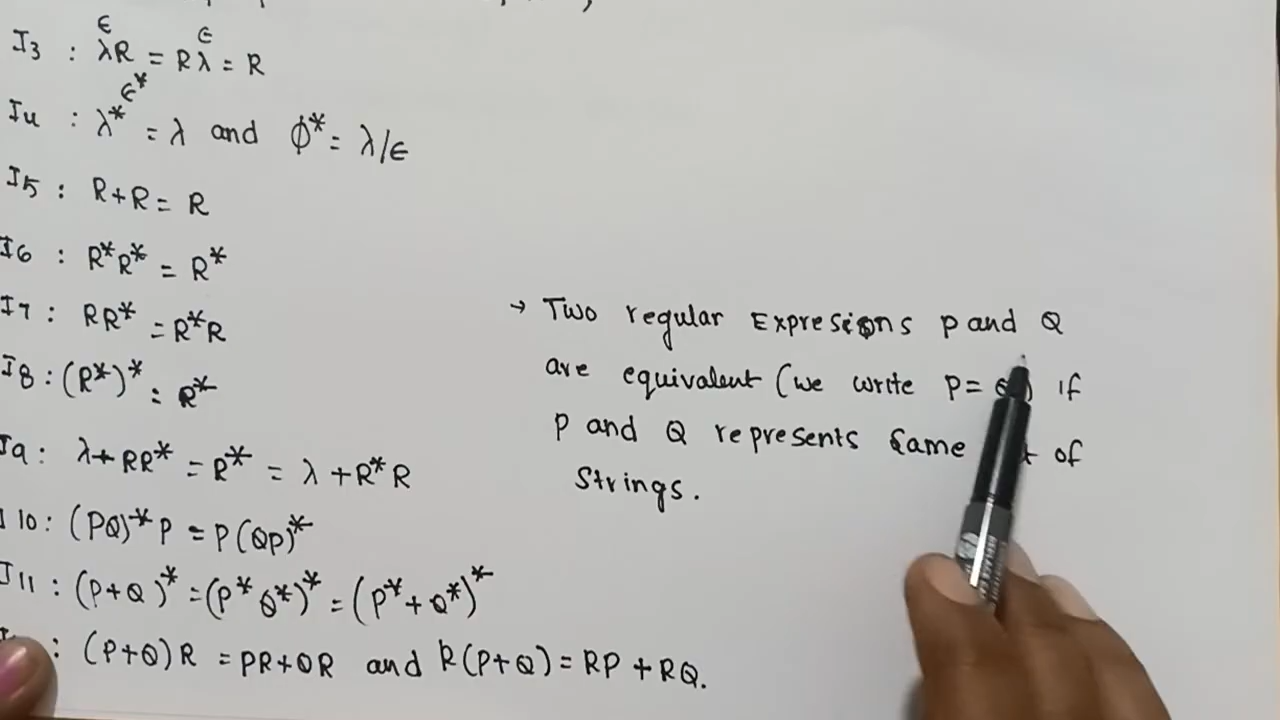 ϵ ϵ
I3 : λR = Rλ = R
ϵ*
I4 : λ* = λ and ϕ* = λ/ϵ
I5 : R+R = R
I6 : R*R* = R*
I7 : RR* = R*R
I8 : (R*)* = R*
I9 : λ+RR* = R* = λ+R*R
I10 : (PQ)*P = P(QP)*
I11 : (P+Q)* = (P*Q*)* = (P*+Q*)*
: (P+Q)R = PR+QR and R(P+Q) = RP + RQ.
→ Two regular Expresions P and Q
are equivalent (we write P= Q) if
P and Q represents Same of
Strings.